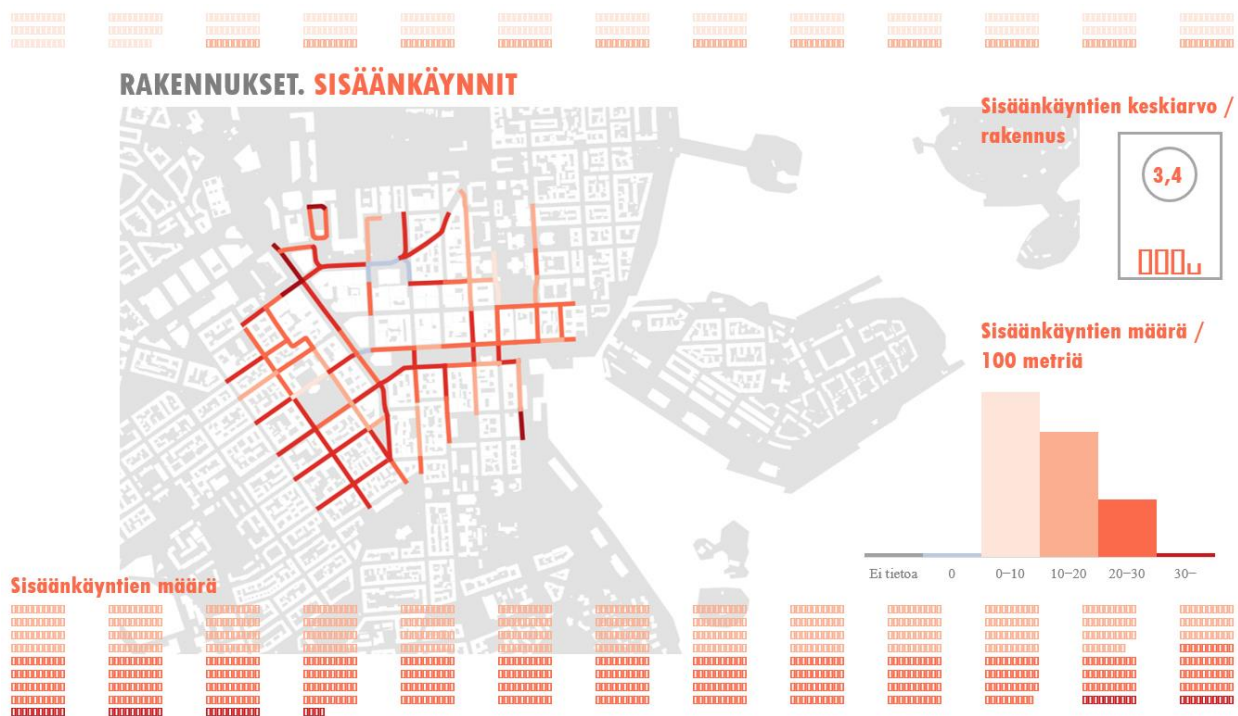 RAKENNUKSET. SISÄÄNKÄYNNIT
Sisäänkäyntien keskiarvo /
rakennus
3,4
Sisäänkäyntien määrä /
100 metriä
Ei tietoa 0 0–10 10–20 20–30 30–
Sisäänkäyntien määrä